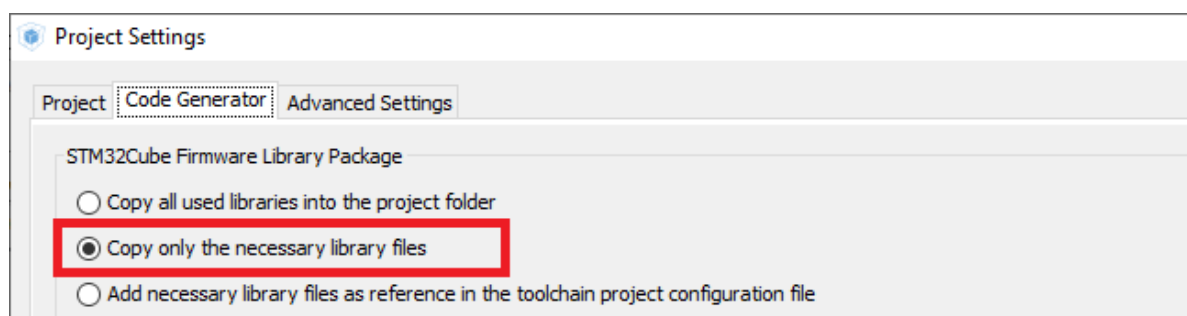 Project Settings
Project Code Generator Advanced Settings
STM32Cube Firmware Library Package
Copy all used libraries into the project folder
Copy only the necessary library files
Add necessary library files as reference in the toolchain project configuration file